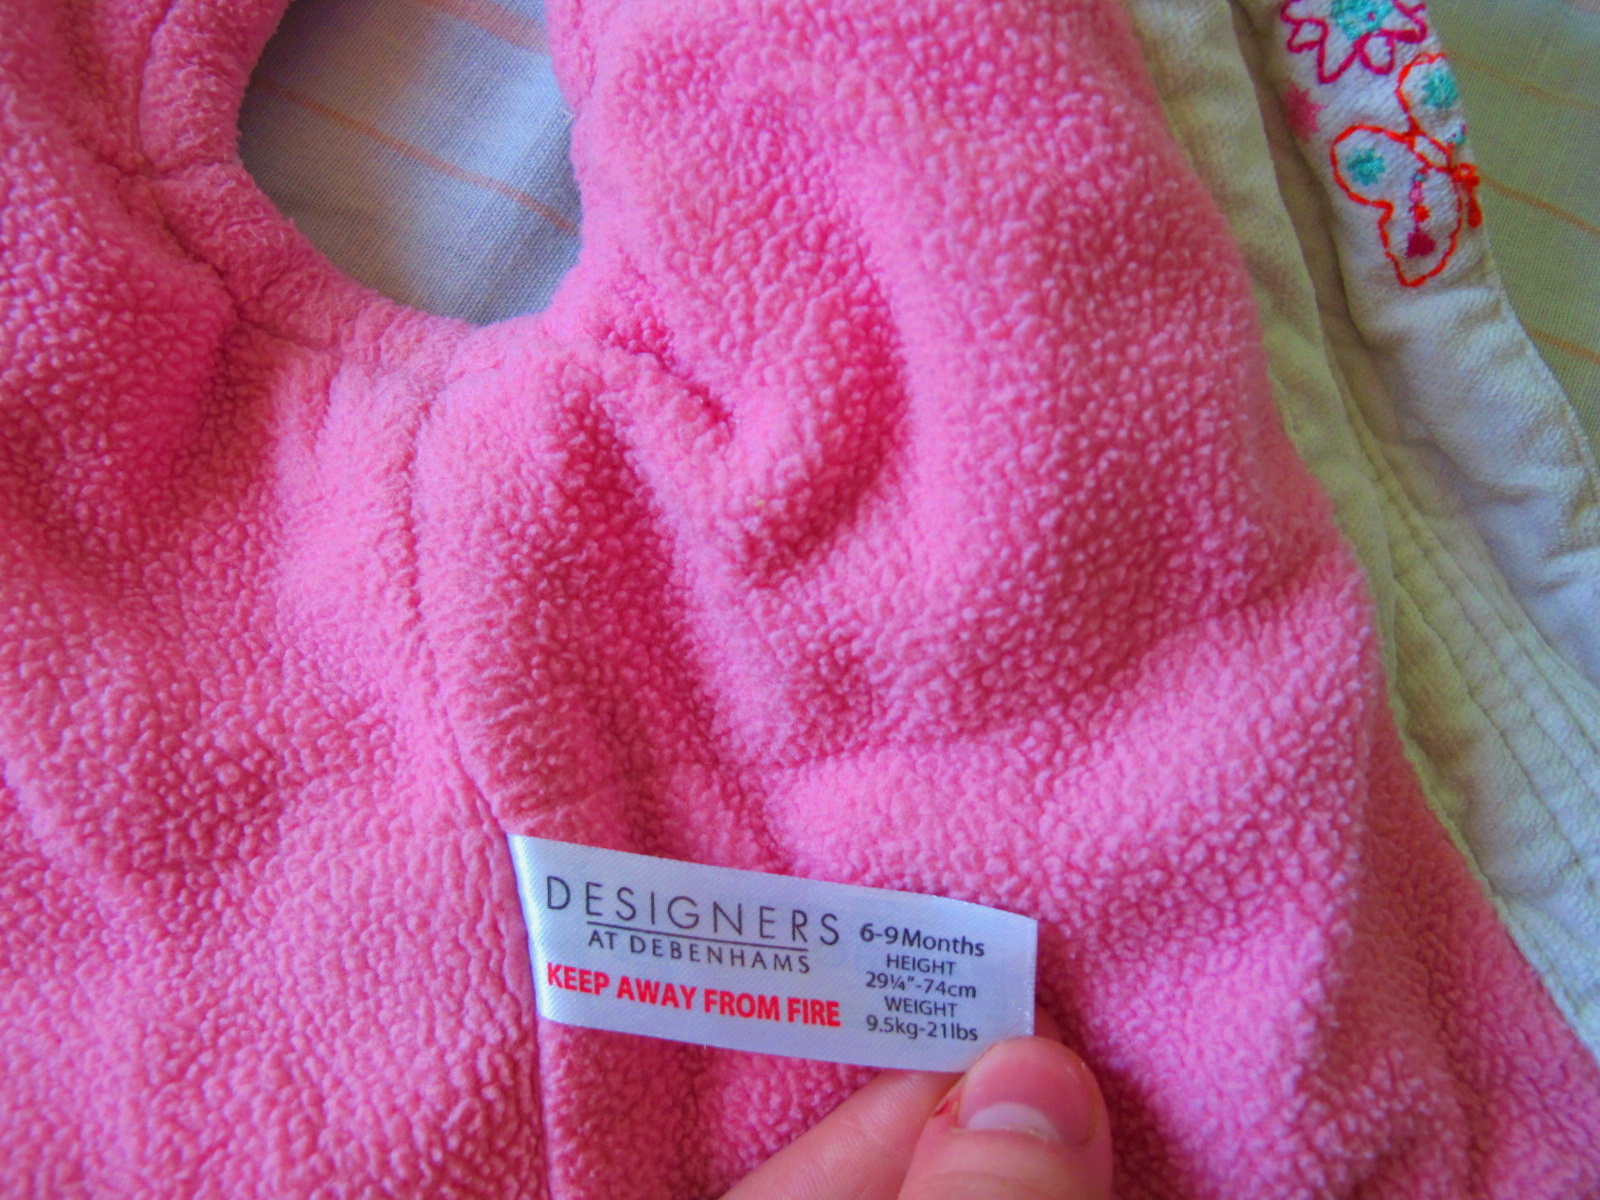 DESIGNERS
AT DEBENHAMS
KEEP AWAY FROM FIRE
6-9Months
HEIGHT
29¼"-74cm
WEIGHT
9.5kg-21lbs